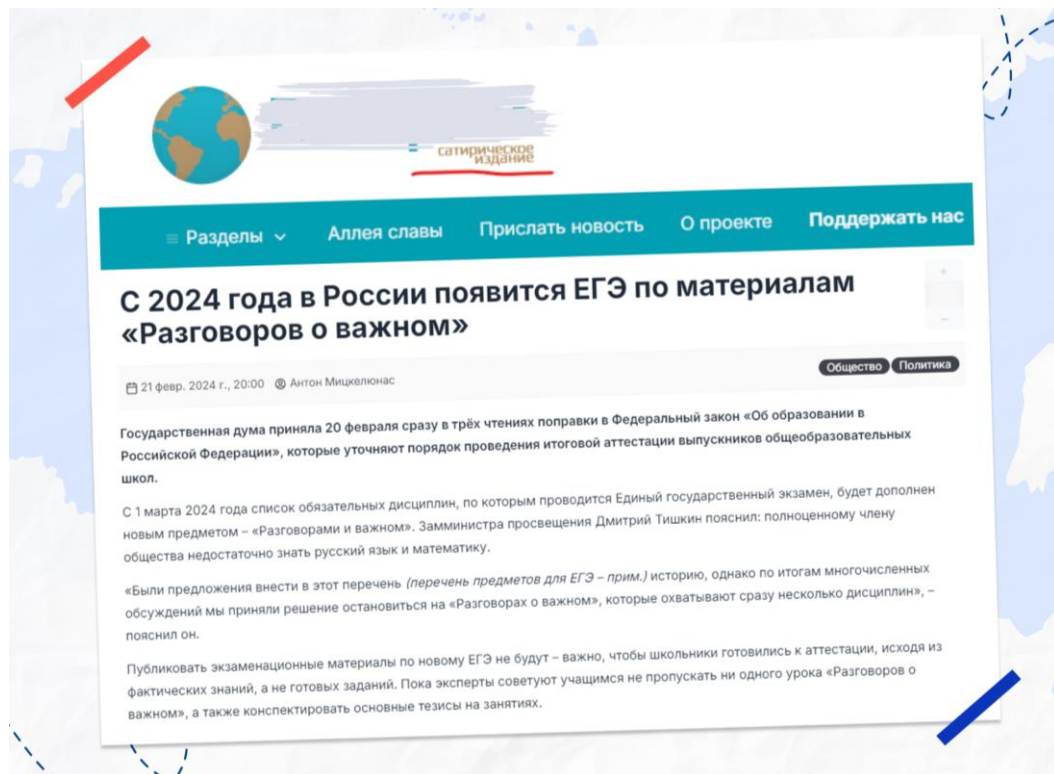 сатирическое
издание
Разделы Аллея славы Прислать новость О проекте Поддержать нас
С 2024 года в России появится ЕГЭ по материалам
«Разговоров о важном»
21 февр. 2024 г., 20:00 Антон Мицкелюнас Общество Политика
Государственная дума приняла 20 февраля сразу в трёх чтениях поправки в Федеральный закон «Об образовании в
Российской Федерации», которые уточняют порядок проведения итоговой аттестации выпускников общеобразовательных
школ.
С 1 марта 2024 года список обязательных дисциплин, по которым проводится Единый государственный экзамен, будет дополнен
новым предметом – «Разговорами и важном». Замминистра просвещения Дмитрий Тишкин пояснил: полноценному члену
общества недостаточно знать русский язык и математику.
«Были предложения внести в этот перечень (перечень предметов для ЕГЭ – прим.) историю, однако по итогам многочисленных
обсуждений мы приняли решение остановиться на «Разговорах о важном», которые охватывают сразу несколько дисциплин», –
пояснил он.
Публиковать экзаменационные материалы по новому ЕГЭ не будут – важно, чтобы школьники готовились к аттестации, исходя из
фактических знаний, а не готовых заданий. Пока эксперты советуют учащимся не пропускать ни одного урока «Разговоров о
важном», а также конспектировать основные тезисы на занятиях.